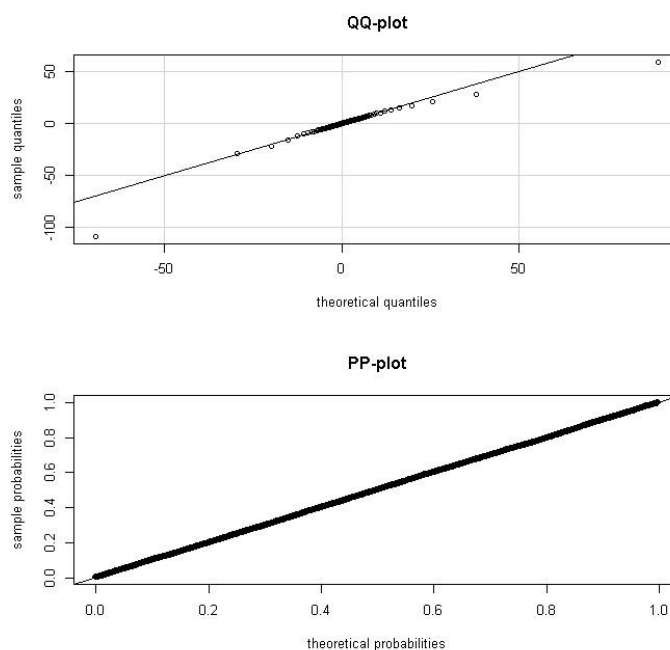 QQ-plot
50
0
-50
-100
sample quantiles
-50 0 50
theoretical quantiles
PP-plot
1.0
0.8
0.6
0.4
0.2
0.0
sample probabilities
0.0 0.2 0.4 0.6 0.8 1.0
theoretical probabilities